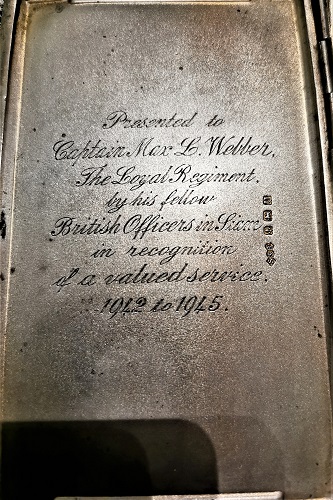 Presented to
Captain Max L. Webber,
The Loyal Regiment.
by his fellow
British Officers in Siam
in recognition
of a valued service.
1942 to 1945.